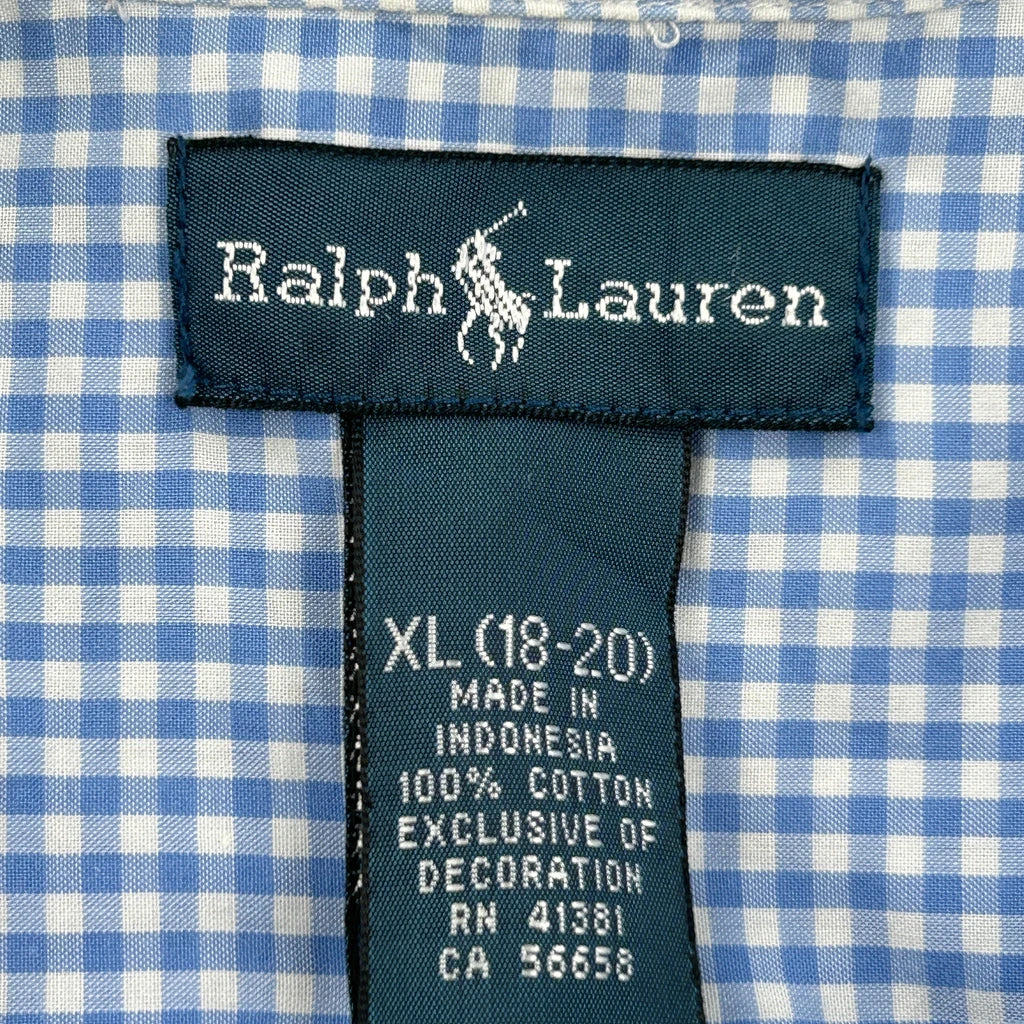 Ralph Lauren
XL (18-20)
MADE IN
INDONESIA
100% COTTON
EXCLUSIVE OF
DECORATION
RN 41381
CA 56658